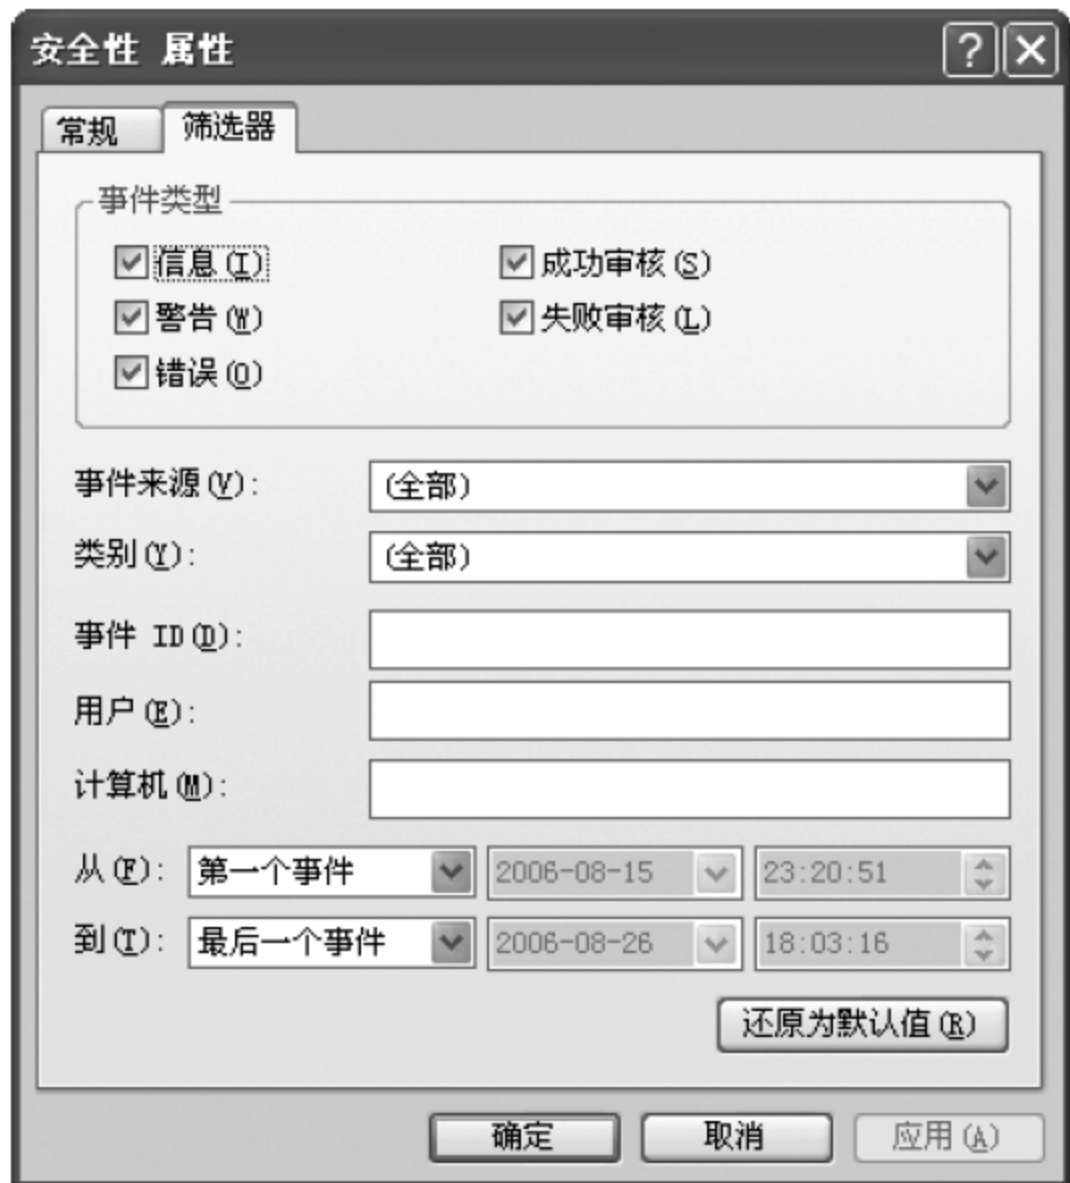 安全性 属性
常规 筛选器
事件类型
信息(I) 成功审核(S)
警告(W) 失败审核(L)
错误(O)
事件来源(V): (全部)
类别(Y): (全部)
事件 ID(D):
用户(E):
计算机(M):
从(F): 第一个事件 2006-08-15 23:20:51
到(T): 最后一个事件 2006-08-26 18:03:16
还原为默认值(R)
确定 取消 应用(A)